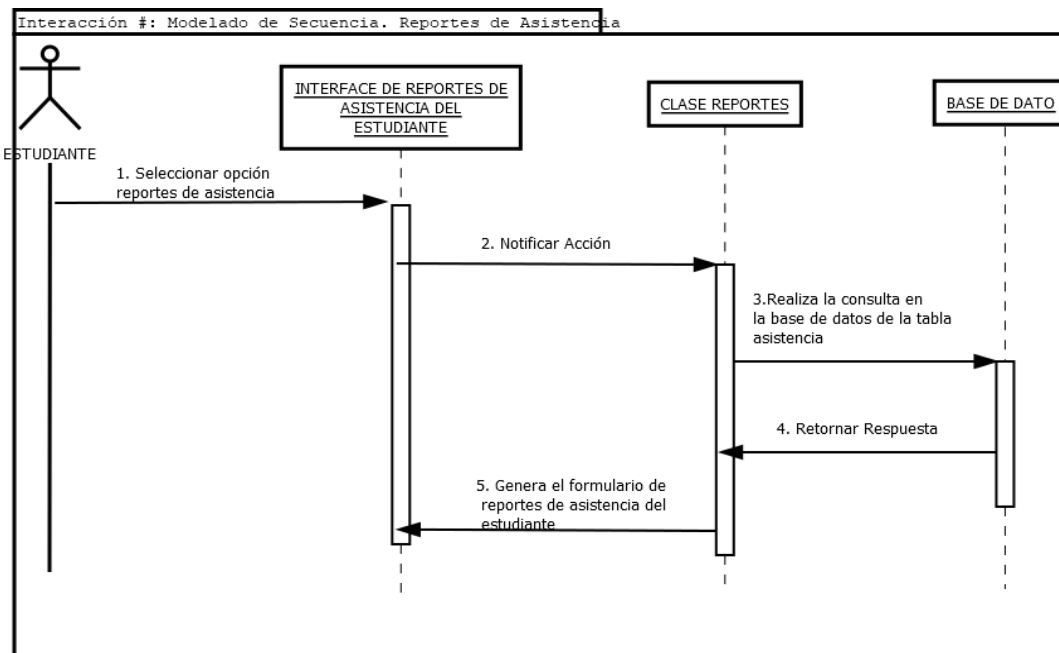 Interacción #: Modelado de Secuencia. Reportes de Asistencia
INTERFACE DE REPORTES DE
ASISTENCIA DEL
ESTUDIANTE
CLASE REPORTES
BASE DE DATO
ESTUDIANTE
1. Seleccionar opción
reportes de asistencia
2. Notificar Acción
3.Realiza la consulta en
la base de datos de la tabla
asistencia
4. Retornar Respuesta
5. Genera el formulario de
reportes de asistencia del
estudiante